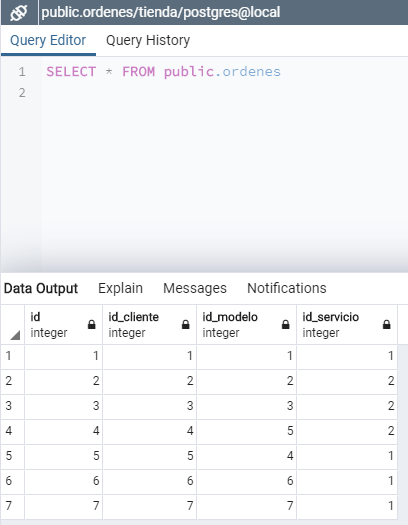 public.ordenes/tienda/postgres@local
Query Editor Query History
1 SELECT * FROM public.ordenes
2
Data Output Explain Messages Notifications
id id_cliente id_modelo id_servicio
integer integer integer integer
1 1 1 1 1
2 2 2 2 2
3 3 3 3 2
4 4 4 5 2
5 5 5 4 1
6 6 6 6 1
7 7 7 7 1